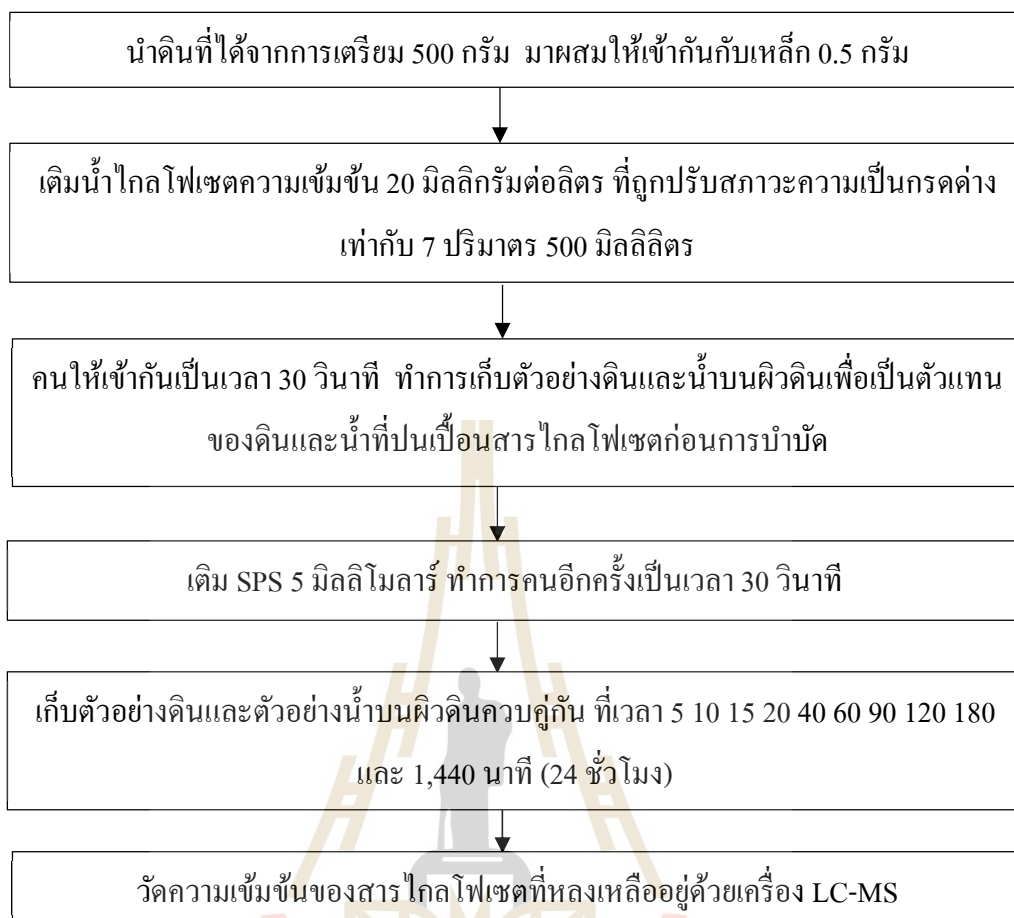 นำดินที่ได้จากการเตรียม 500 กรัม มาผสมให้เข้ากันกับเหล็ก 0.5 กรัม
เติมน้ำไกลโฟเซตความเข้มข้น 20 มิลลิกรัมต่อลิตร ที่ถูกปรับสภาวะความเป็นกรดด่าง
เท่ากับ 7 ปริมาตร 500 มิลลิลิตร
คนให้เข้ากันเป็นเวลา 30 วินาที ทำการเก็บตัวอย่างดินและน้ำบนผิวดินเพื่อเป็นตัวแทน
ของดินและน้ำที่ปนเปื้อนสารไกลโฟเซตก่อนการบำบัด
เติม SPS 5 มิลลิโมลาร์ ทำการคนอีกครั้งเป็นเวลา 30 วินาที
เก็บตัวอย่างดินและตัวอย่างน้ำบนผิวดินควบคู่กัน ที่เวลา 5 10 15 20 40 60 90 120 180
และ 1,440 นาที (24 ชั่วโมง)
วัดความเข้มข้นของสารไกลโฟเซตที่หลงเหลืออยู่ด้วยเครื่อง LC-MS